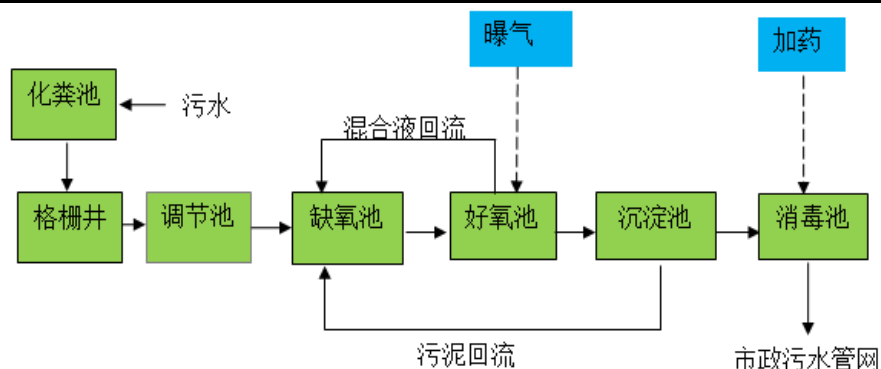 曝气
加药
化粪池
污水
混合液回流
格栅井
调节池
缺氧池
好氧池
沉淀池
消毒池
污泥回流
市政污水管网